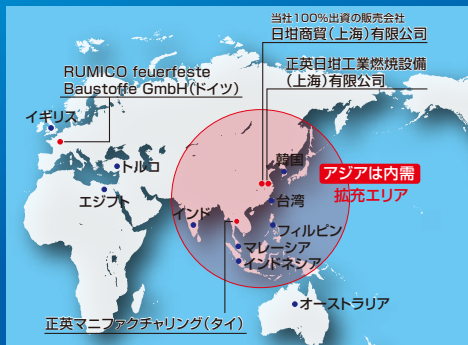 当社100%出資の販売会社
日坩商貿(上海)有限公司
正英日坩工業燃焼設備
(上海)有限公司
RUMICO feuerfeste
Baustoffe GmbH(ドイツ)
イギリス
トルコ
エジプト
韓国
アジアは内需
拡充エリア
台湾
インド
フィルピン
マレーシア
インドネシア
オーストラリア
正英マニファクチャリング(タイ)